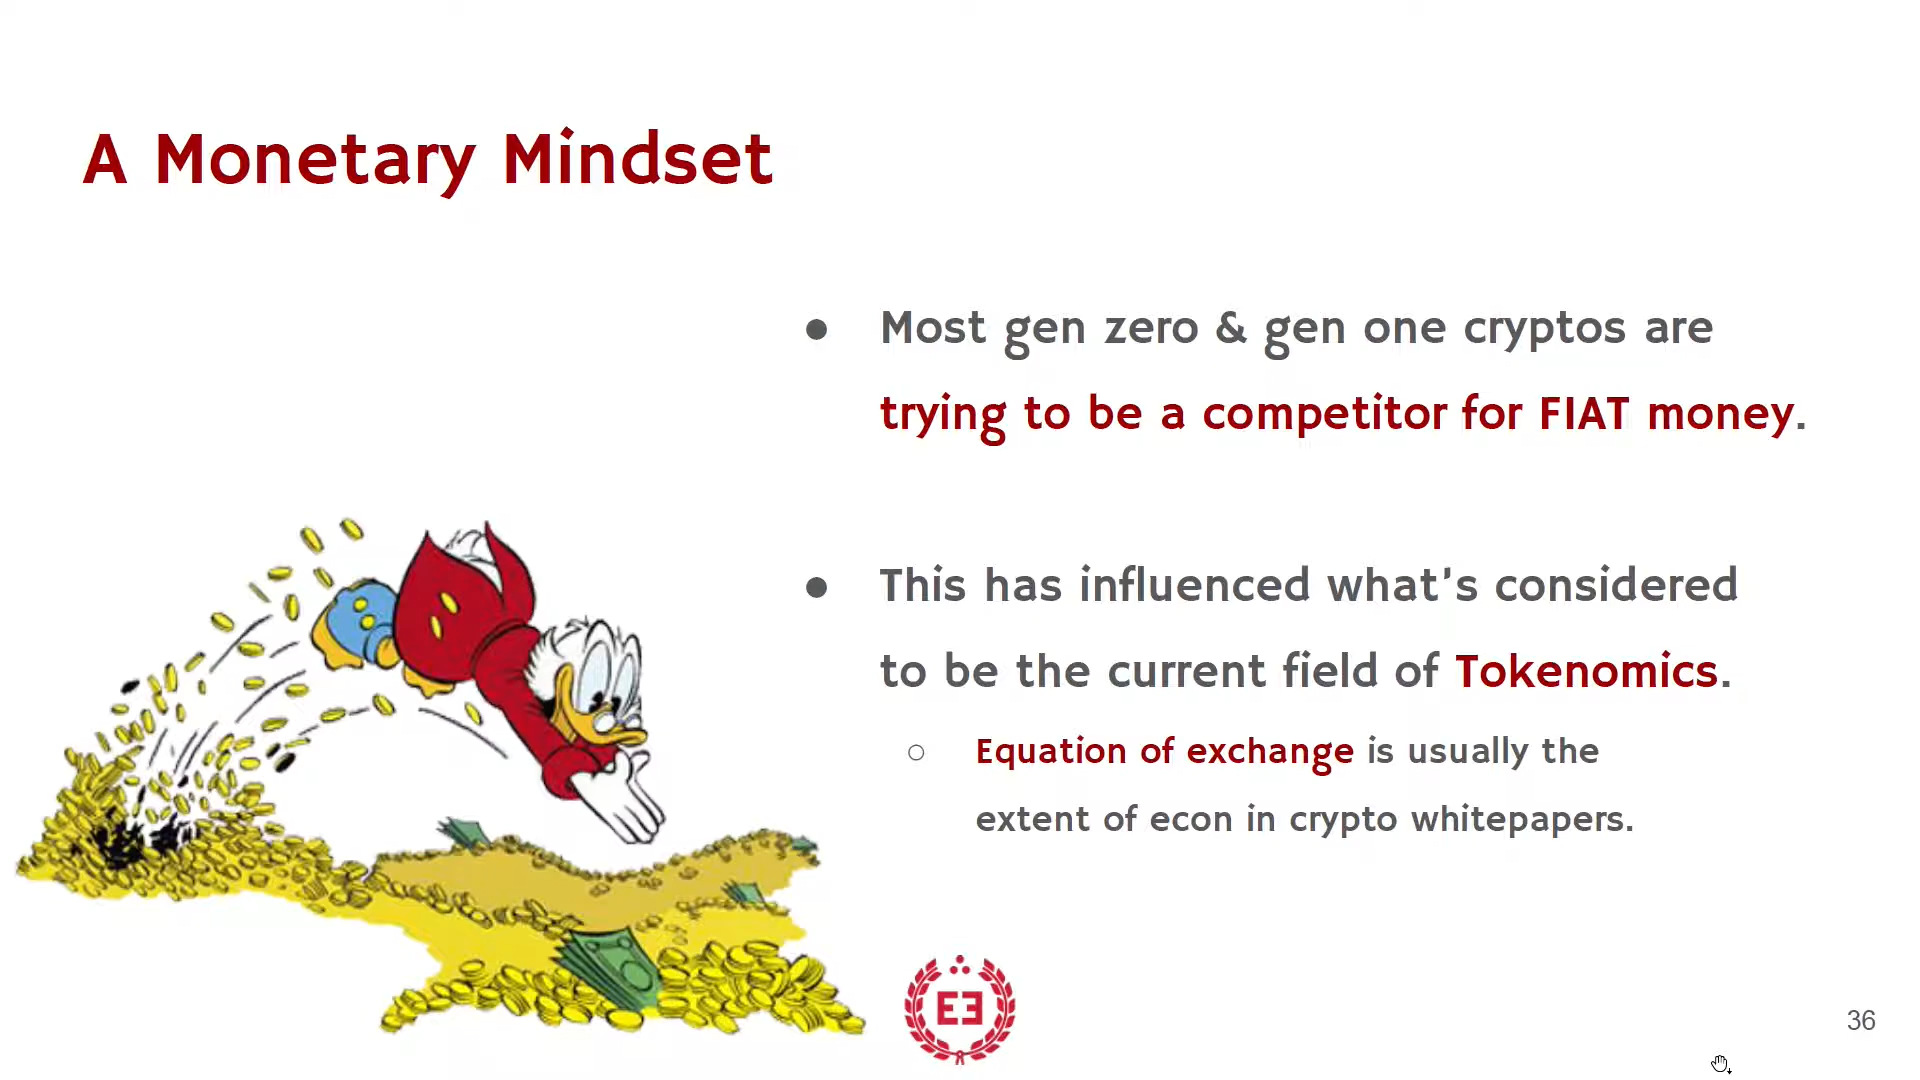 A Monetary Mindset
● Most gen zero & gen one cryptos are
trying to be a competitor for FIAT money.
● This has influenced what's considered
to be the current field of Tokenomics.
○ Equation of exchange is usually the
extent of econ in crypto whitepapers.
EƎ
36